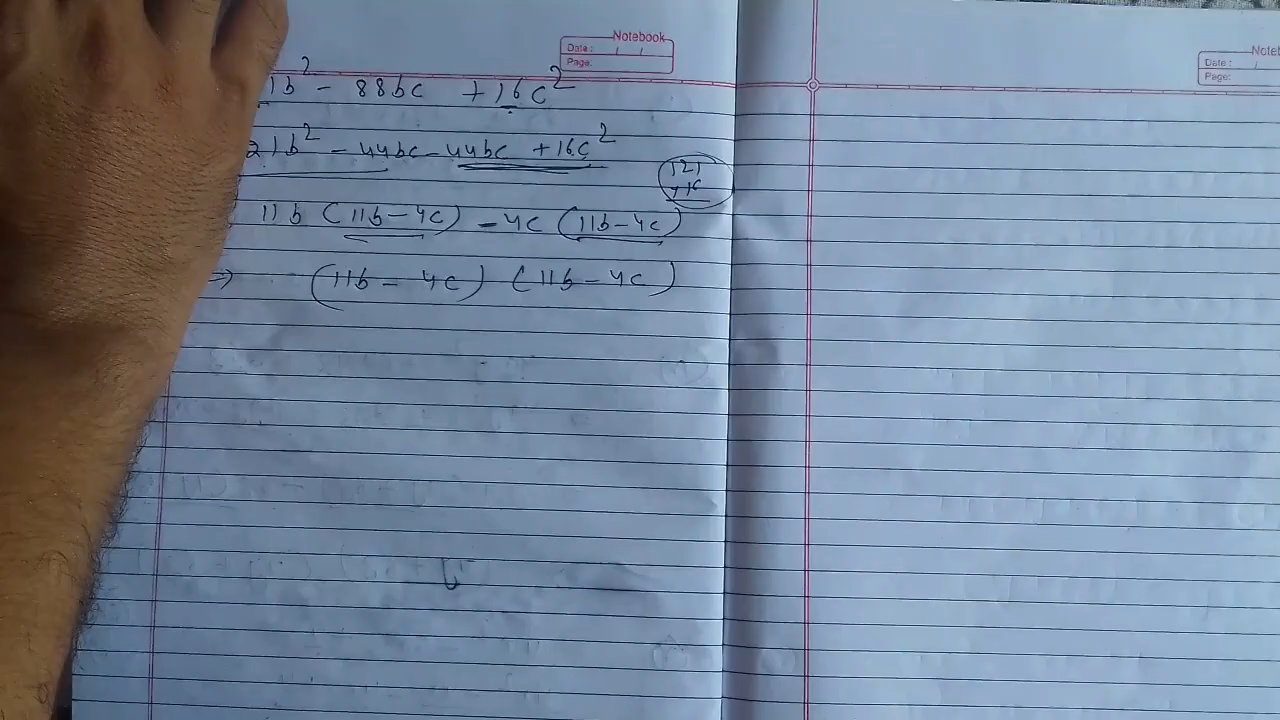 Notebook
Date : / /
Page.
1b² - 88bc + 16c²
21b² - 44bc - 44bc + 16c²
121
×16
11b (11b - 4c) - 4c (11b - 4c)
→ (11b - 4c) (11b - 4c)
Noteb
Date : /
Page: